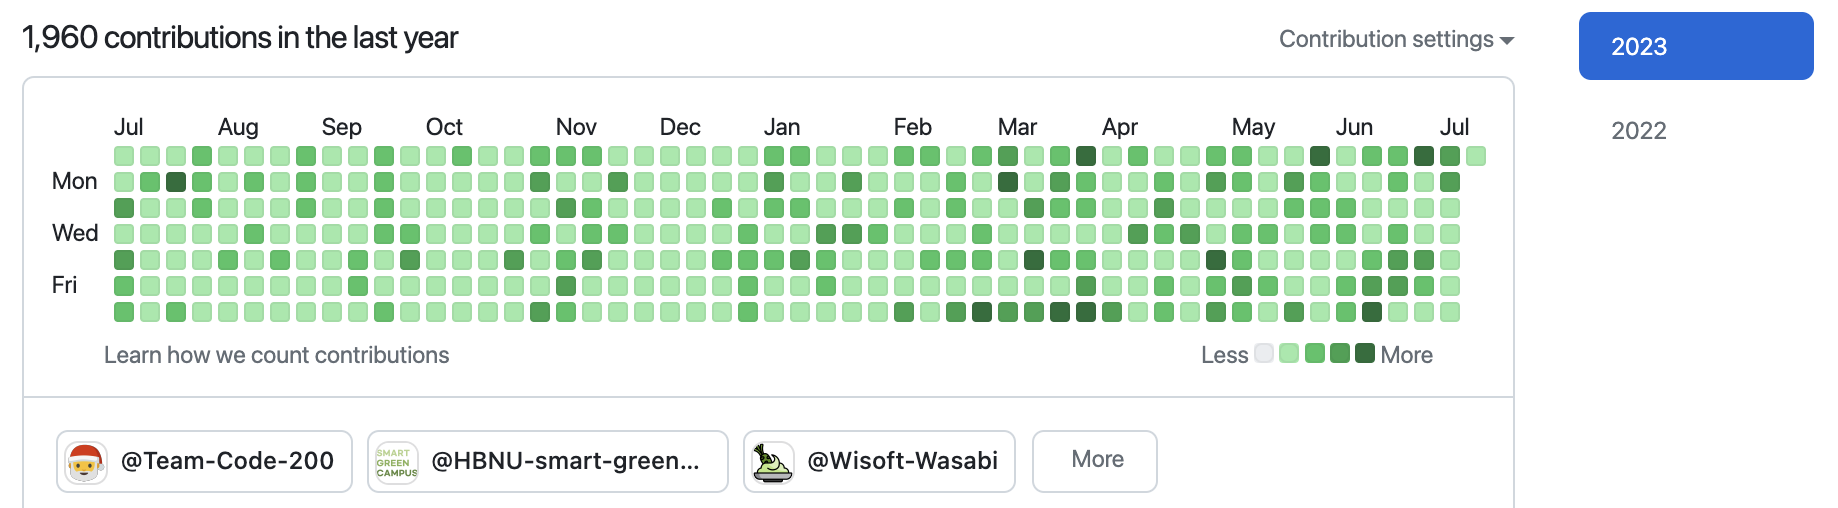 1,960 contributions in the last year
Contribution settings
2023
2022
Jul Aug Sep Oct Nov Dec Jan Feb Mar Apr May Jun Jul
Mon
Wed
Fri
Learn how we count contributions
Less More
@Team-Code-200
SMART
GREEN
CAMPUS
@HBNU-smart-green...
@Wisoft-Wasabi
More